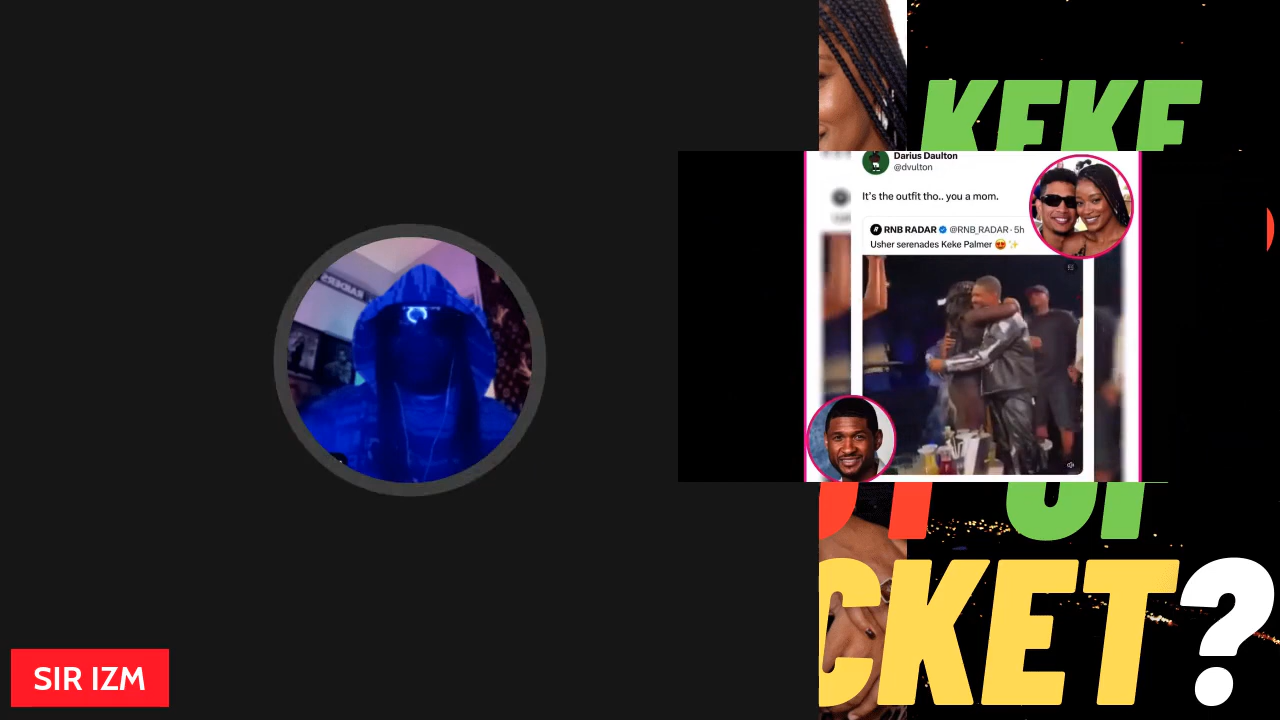 KEKE
Darius Daulton
@dvulton
It's the outfit tho.. you a mom.
RNB RADAR @RNB_RADAR · 5h
Usher serenades Keke Palmer 😍 ✨
RAIDERS
CKET?
SIR IZM